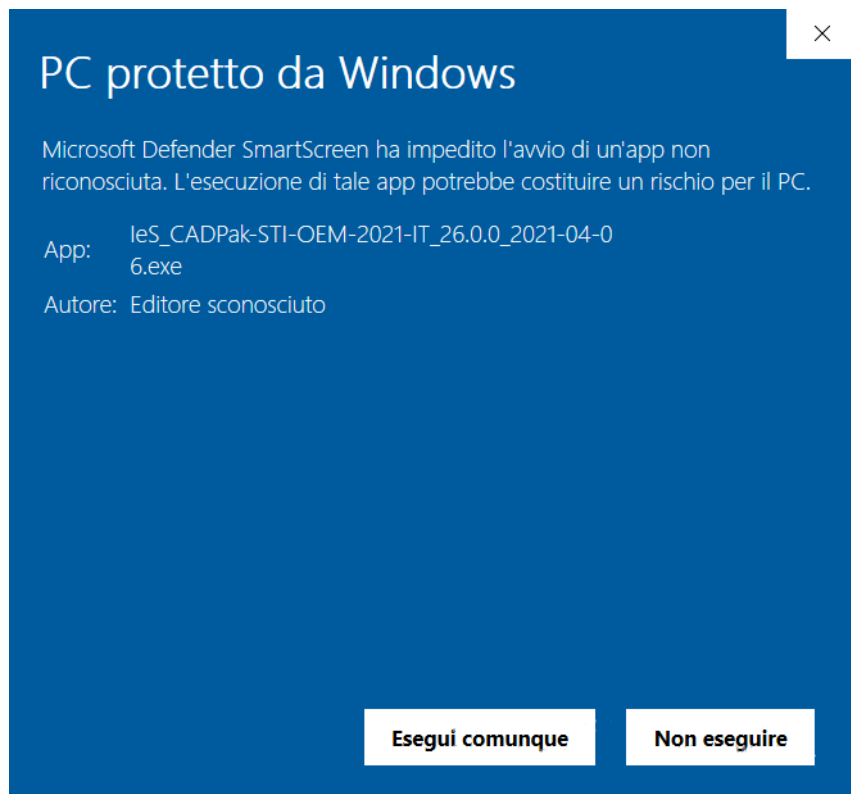 PC protetto da Windows
Microsoft Defender SmartScreen ha impedito l'avvio di un'app non
riconosciuta. L'esecuzione di tale app potrebbe costituire un rischio per il PC.
App: IeS_CADPak-STI-OEM-2021-IT_26.0.0_2021-04-0
6.exe
Autore: Editore sconosciuto
Esegui comunque Non eseguire